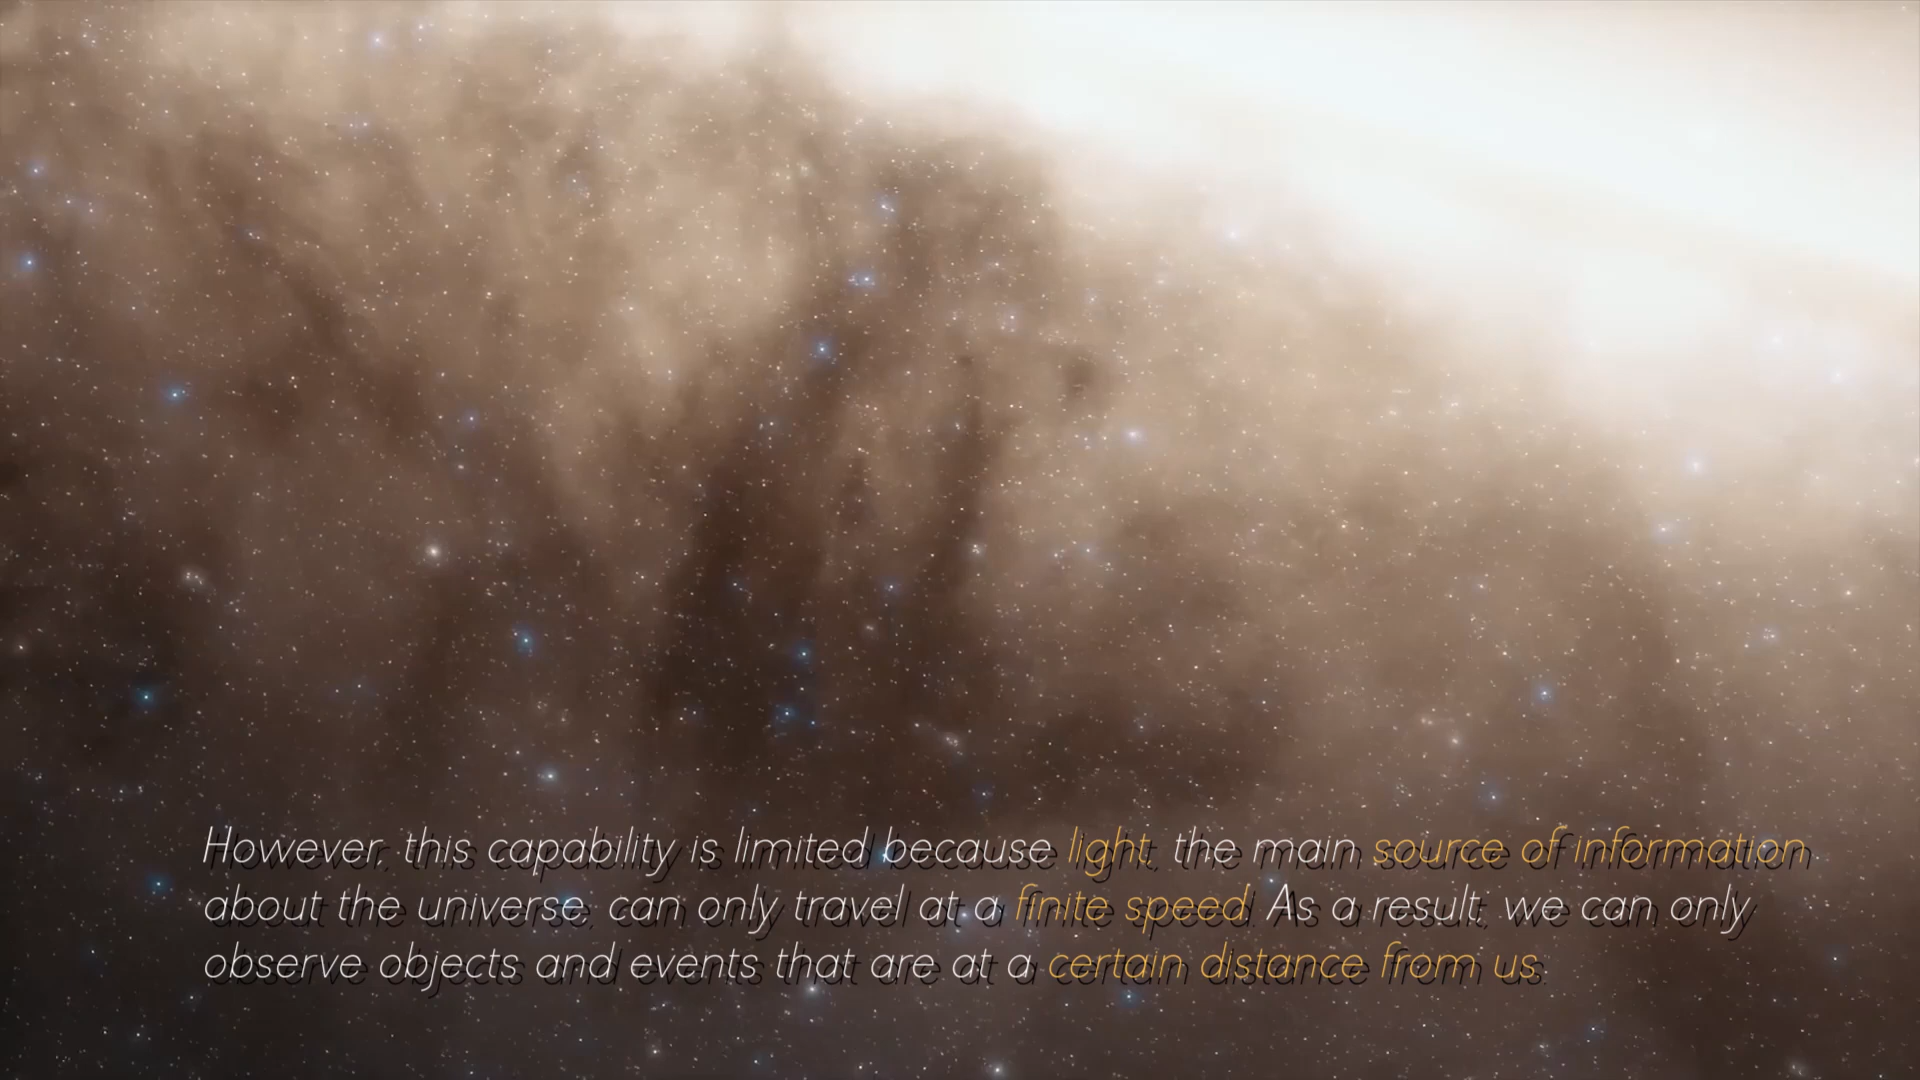 However, this capability is limited because light, the main source of information
about the universe, can only travel at a finite speed. As a result, we can only
observe objects and events that are at a certain distance from us.